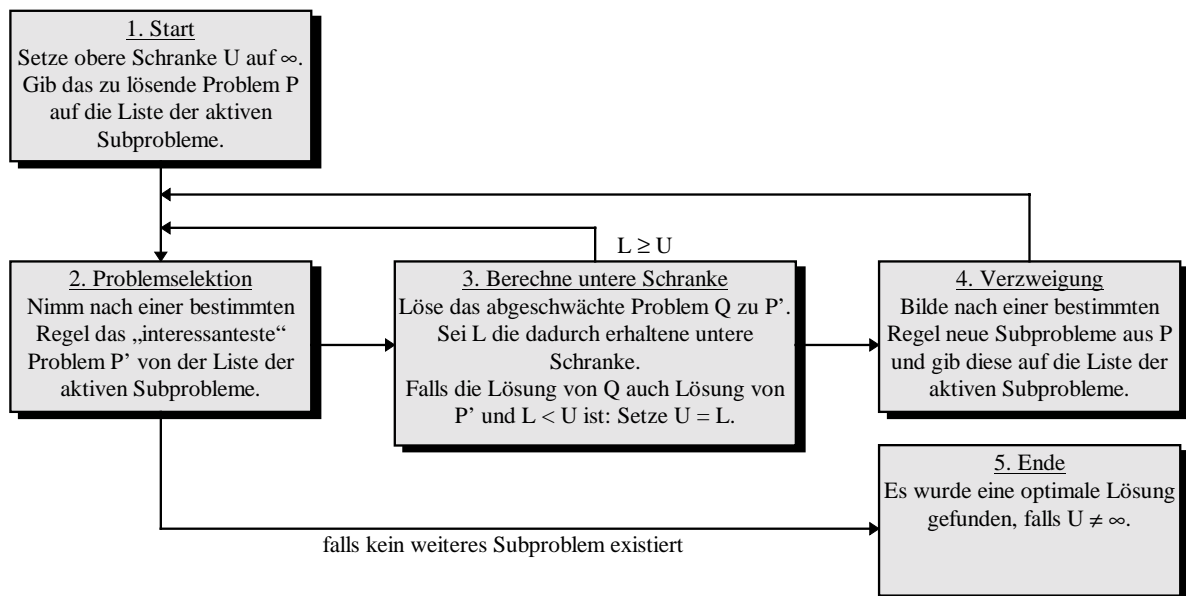 1. Start
Setze obere Schranke U auf ∞.
Gib das zu lösende Problem P
auf die Liste der aktiven
Subprobleme.
L ≥ U
2. Problemselektion
Nimm nach einer bestimmten
Regel das „interessanteste“
Problem P’ von der Liste der
aktiven Subprobleme.
3. Berechne untere Schranke
Löse das abgeschwächte Problem Q zu P’.
Sei L die dadurch erhaltene untere
Schranke.
Falls die Lösung von Q auch Lösung von
P’ und L < U ist: Setze U = L.
4. Verzweigung
Bilde nach einer bestimmten
Regel neue Subprobleme aus P
und gib diese auf die Liste der
aktiven Subprobleme.
5. Ende
Es wurde eine optimale Lösung
gefunden, falls U ≠ ∞.
falls kein weiteres Subproblem existiert